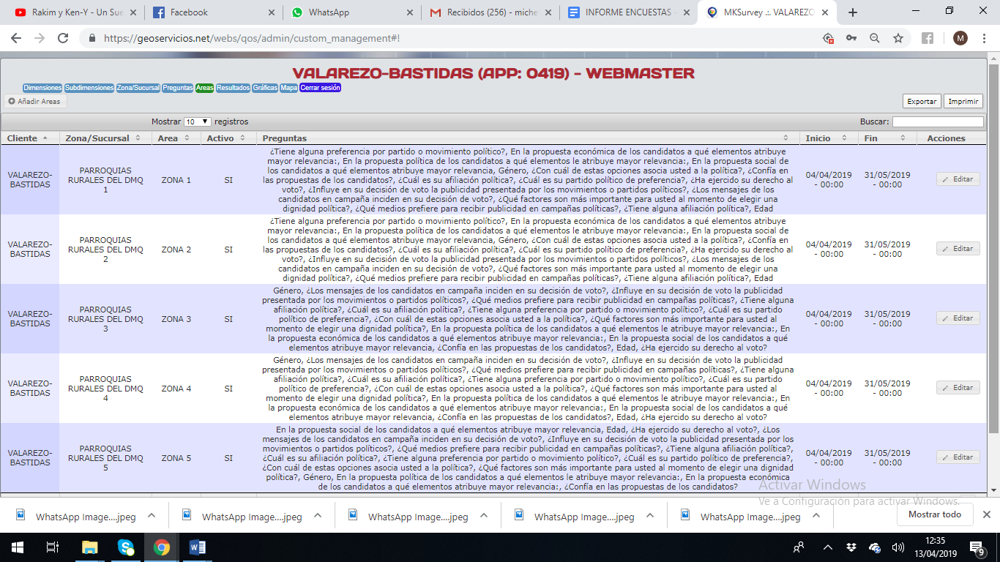 Rakim y Ken-Y - Un Sue
Facebook
WhatsApp
Recibidos (256) - miche
INFORME ENCUESTAS -
MKSurvey .:. VALAREZO
https://geoservicios.net/webs/qos/admin/custom_management#!
M
VALAREZO-BASTIDAS (APP: 0419) - WEBMASTER
Dimensiones Subdimensiones Zona/Sucursal Preguntas Areas Resultados Gráficas Mapa Cerrar sesión
Añadir Areas
Exportar Imprimir
Mostrar 10 registros
Buscar:
Cliente Zona/Sucursal Area Activo Preguntas Inicio Fin Acciones
VALAREZO-
BASTIDAS
PARROQUIAS
RURALES DEL DMQ
1
ZONA 1
SI
¿Tiene alguna preferencia por partido o movimiento político?, En la propuesta económica de los candidatos a qué elementos atribuye
mayor relevancia:, En la propuesta política de los candidatos a qué elementos le atribuye mayor relevancia:, En la propuesta social de
los candidatos a qué elementos atribuye mayor relevancia, Género, ¿Con cuál de estas opciones asocia usted a la política?, ¿Confía en
las propuestas de los candidatos?, ¿Cuál es su afiliación política?, ¿Cuál es su partido político de preferencia?, ¿Ha ejercido su derecho al
voto?, ¿Influye en su decisión de voto la publicidad presentada por los movimientos o partidos políticos?, ¿Los mensajes de los
candidatos en campaña inciden en su decisión de voto?, ¿Qué factores son más importante para usted al momento de elegir una
dignidad política?, ¿Qué medios prefiere para recibir publicidad en campañas políticas?, ¿Tiene alguna afiliación política?, Edad
04/04/2019
- 00:00
31/05/2019
- 00:00
Editar
VALAREZO-
BASTIDAS
PARROQUIAS
RURALES DEL DMQ
2
ZONA 2
SI
¿Tiene alguna preferencia por partido o movimiento político?, En la propuesta económica de los candidatos a qué elementos atribuye
mayor relevancia:, En la propuesta política de los candidatos a qué elementos le atribuye mayor relevancia:, En la propuesta social de
los candidatos a qué elementos atribuye mayor relevancia, Género, ¿Con cuál de estas opciones asocia usted a la política?, ¿Confía en
las propuestas de los candidatos?, ¿Cuál es su afiliación política?, ¿Cuál es su partido político de preferencia?, ¿Ha ejercido su derecho al
voto?, ¿Influye en su decisión de voto la publicidad presentada por los movimientos o partidos políticos?, ¿Los mensajes de los
candidatos en campaña inciden en su decisión de voto?, ¿Qué factores son más importante para usted al momento de elegir una
dignidad política?, ¿Qué medios prefiere para recibir publicidad en campañas políticas?, ¿Tiene alguna afiliación política?, Edad
04/04/2019
- 00:00
31/05/2019
- 00:00
Editar
VALAREZO-
BASTIDAS
PARROQUIAS
RURALES DEL DMQ
3
ZONA 3
SI
Género, ¿Los mensajes de los candidatos en campaña inciden en su decisión de voto?, ¿Influye en su decisión de voto la publicidad
presentada por los movimientos o partidos políticos?, ¿Qué medios prefiere para recibir publicidad en campañas políticas?, ¿Tiene alguna
afiliación política?, ¿Cuál es su afiliación política?, ¿Tiene alguna preferencia por partido o movimiento político?, ¿Cuál es su partido
político de preferencia?, ¿Con cuál de estas opciones asocia usted a la política?, ¿Qué factores son más importante para usted al
momento de elegir una dignidad política?, En la propuesta política de los candidatos a qué elementos le atribuye mayor relevancia:, En
la propuesta económica de los candidatos a qué elementos atribuye mayor relevancia:, En la propuesta social de los candidatos a qué
elementos atribuye mayor relevancia, ¿Confía en las propuestas de los candidatos?, Edad, ¿Ha ejercido su derecho al voto?
04/04/2019
- 00:00
31/05/2019
- 00:00
Editar
VALAREZO-
BASTIDAS
PARROQUIAS
RURALES DEL DMQ
4
ZONA 4
SI
Género, ¿Los mensajes de los candidatos en campaña inciden en su decisión de voto?, ¿Influye en su decisión de voto la publicidad
presentada por los movimientos o partidos políticos?, ¿Qué medios prefiere para recibir publicidad en campañas políticas?, ¿Tiene alguna
afiliación política?, ¿Cuál es su afiliación política?, ¿Tiene alguna preferencia por partido o movimiento político?, ¿Cuál es su partido
político de preferencia?, ¿Con cuál de estas opciones asocia usted a la política?, ¿Qué factores son más importante para usted al
momento de elegir una dignidad política?, En la propuesta política de los candidatos a qué elementos le atribuye mayor relevancia:, En
la propuesta económica de los candidatos a qué elementos atribuye mayor relevancia:, En la propuesta social de los candidatos a qué
elementos atribuye mayor relevancia, ¿Confía en las propuestas de los candidatos?, Edad, ¿Ha ejercido su derecho al voto?
04/04/2019
- 00:00
31/05/2019
- 00:00
Editar
VALAREZO-
BASTIDAS
PARROQUIAS
RURALES DEL DMQ
5
ZONA 5
SI
En la propuesta social de los candidatos a qué elementos atribuye mayor relevancia, Edad, ¿Ha ejercido su derecho al voto?, ¿Los
mensajes de los candidatos en campaña inciden en su decisión de voto?, ¿Influye en su decisión de voto la publicidad presentada por los
movimientos o partidos políticos?, ¿Qué medios prefiere para recibir publicidad en campañas políticas?, ¿Tiene alguna afiliación política?,
¿Cuál es su afiliación política?, ¿Tiene alguna preferencia por partido o movimiento político?, ¿Cuál es su partido político de preferencia?,
¿Con cuál de estas opciones asocia usted a la política?, ¿Qué factores son más importante para usted al momento de elegir una dignidad
política?, Género, En la propuesta política de los candidatos a qué elementos le atribuye mayor relevancia:, En la propuesta económica
de los candidatos a qué elementos atribuye mayor relevancia:, ¿Confía en las propuestas de los candidatos?
04/04/2019
- 00:00
31/05/2019
- 00:00
Editar
Activar Windows
Ve a Configuración para activar Windows.
WhatsApp Image....jpeg
WhatsApp Image....jpeg
WhatsApp Image....jpeg
WhatsApp Image....jpeg
WhatsApp Image....jpeg
Mostrar todo
12:35
13/04/2019
9